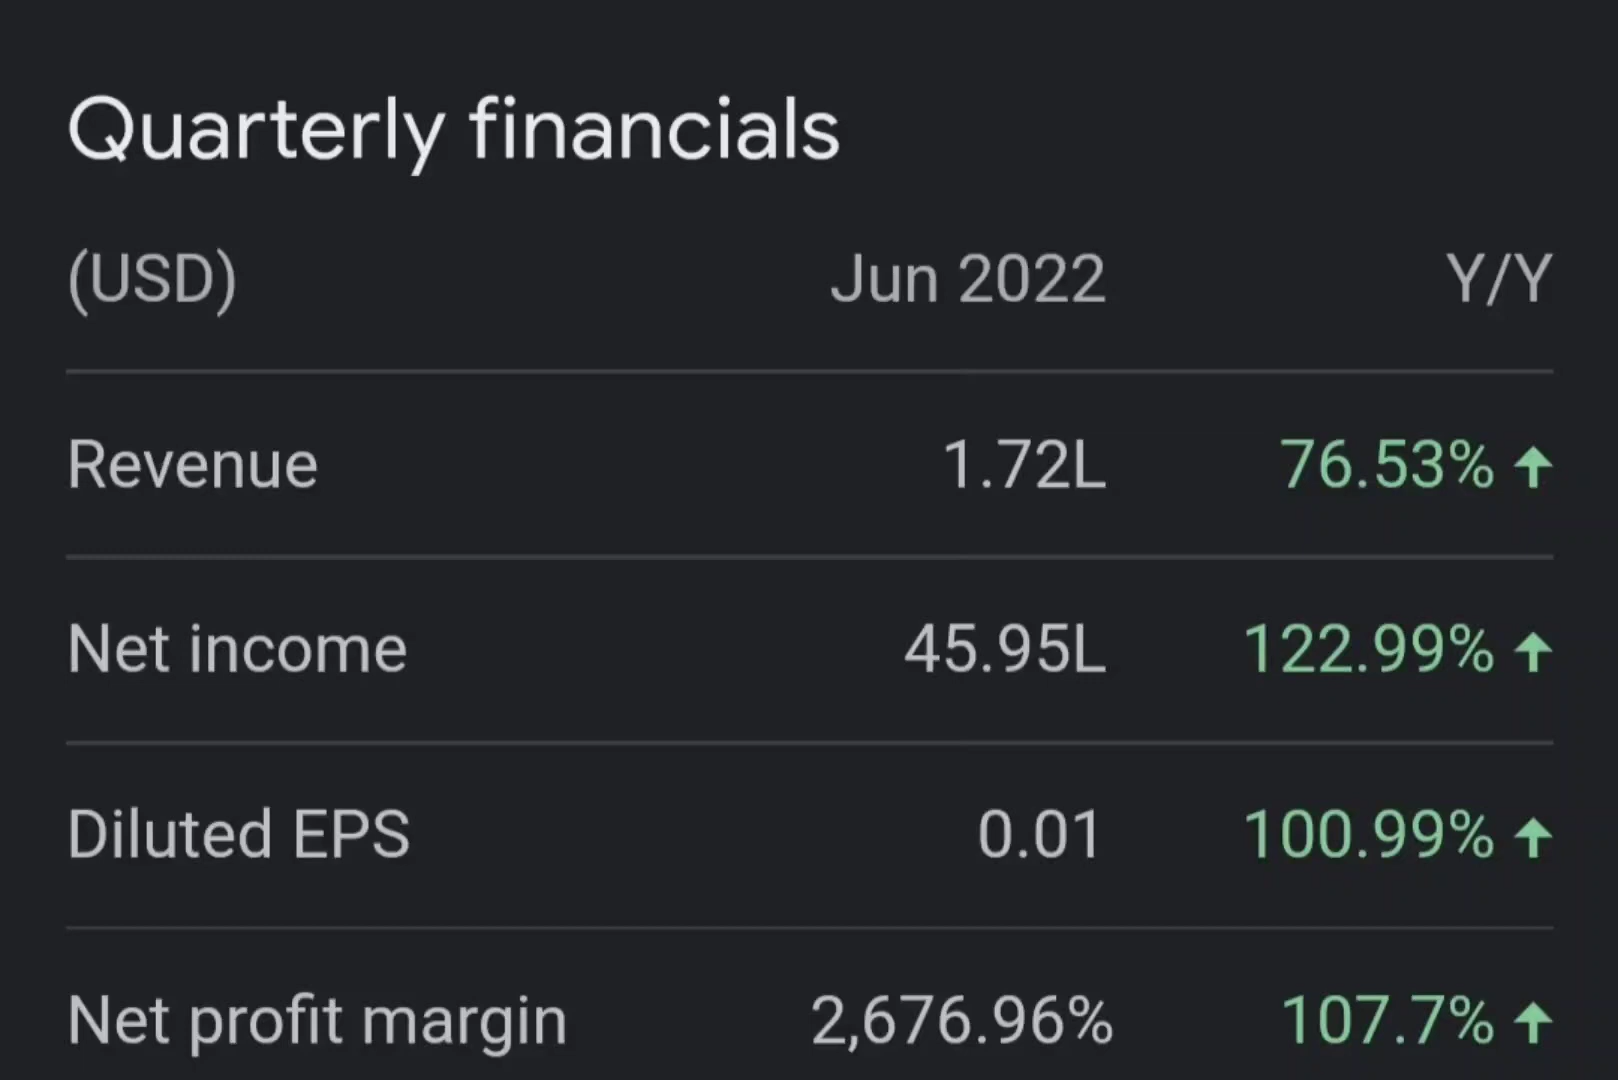 Quarterly financials
(USD) Jun 2022 Y/Y
Revenue 1.72L 76.53% ↑
Net income 45.95L 122.99% ↑
Diluted EPS 0.01 100.99% ↑
Net profit margin 2,676.96% 107.7% ↑